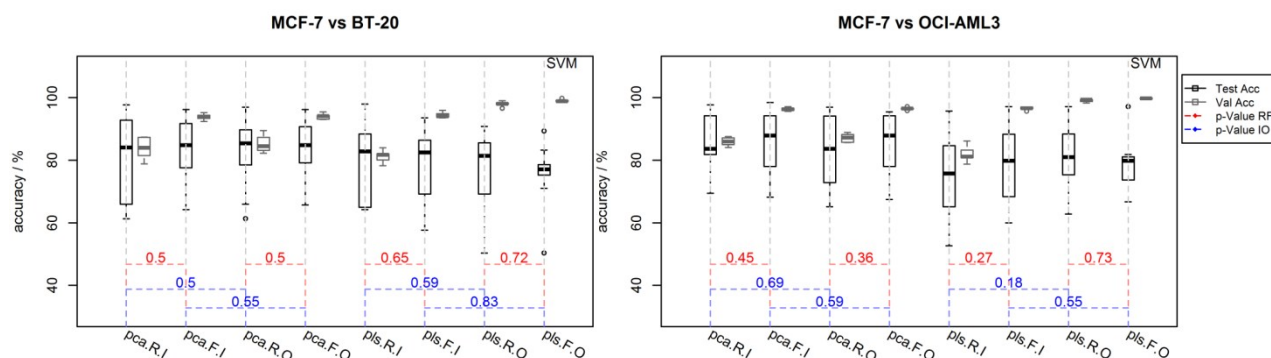 MCF-7 vs BT-20
SVM
accuracy / %
100
80
60
40
0.5
0.5
0.65
0.72
0.5
0.59
0.55
0.83
pca.R.I
pca.F.I
pca.R.O
pca.F.O
pls.R.I
pls.F.I
pls.R.O
pls.F.O
MCF-7 vs OCI-AML3
SVM
accuracy / %
100
80
60
40
0.45
0.36
0.27
0.73
0.69
0.18
0.59
0.55
pca.R.I
pca.F.I
pca.R.O
pca.F.O
pls.R.I
pls.F.I
pls.R.O
pls.F.O
Test Acc
Val Acc
p-Value RF
p-Value IO